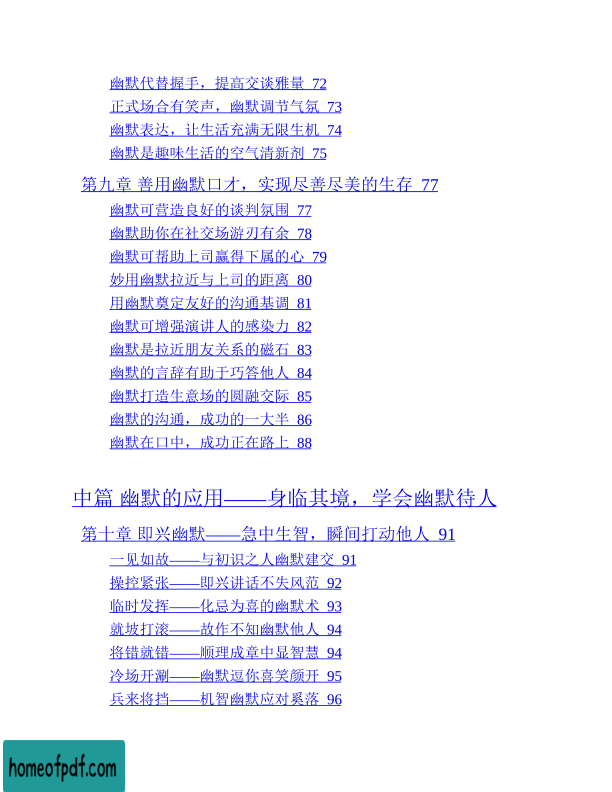 幽默代替握手，提高交谈雅量 72
正式场合有笑声，幽默调节气氛 73
幽默表达，让生活充满无限生机 74
幽默是趣味生活的空气清新剂 75
第九章 善用幽默口才，实现尽善尽美的生存 77
幽默可营造良好的谈判氛围 77
幽默助你在社交场游刃有余 78
幽默可帮助上司赢得下属的心 79
妙用幽默拉近与上司的距离 80
用幽默奠定友好的沟通基调 81
幽默可增强演讲人的感染力 82
幽默是拉近朋友关系的磁石 83
幽默的言辞有助于巧答他人 84
幽默打造生意场的圆融交际 85
幽默的沟通，成功的一大半 86
幽默在口中，成功正在路上 88
中篇 幽默的应用——身临其境，学会幽默待人
第十章 即兴幽默——急中生智，瞬间打动他人 91
一见如故——与初识之人幽默建交 91
操控紧张——即兴讲话不失风范 92
临时发挥——化忌为喜的幽默术 93
就坡打滚——故作不知幽默他人 94
将错就错——顺理成章中显智慧 94
冷场开涮——幽默逗你喜笑颜开 95
兵来将挡——机智幽默应对奚落 96
homeofpdf.com